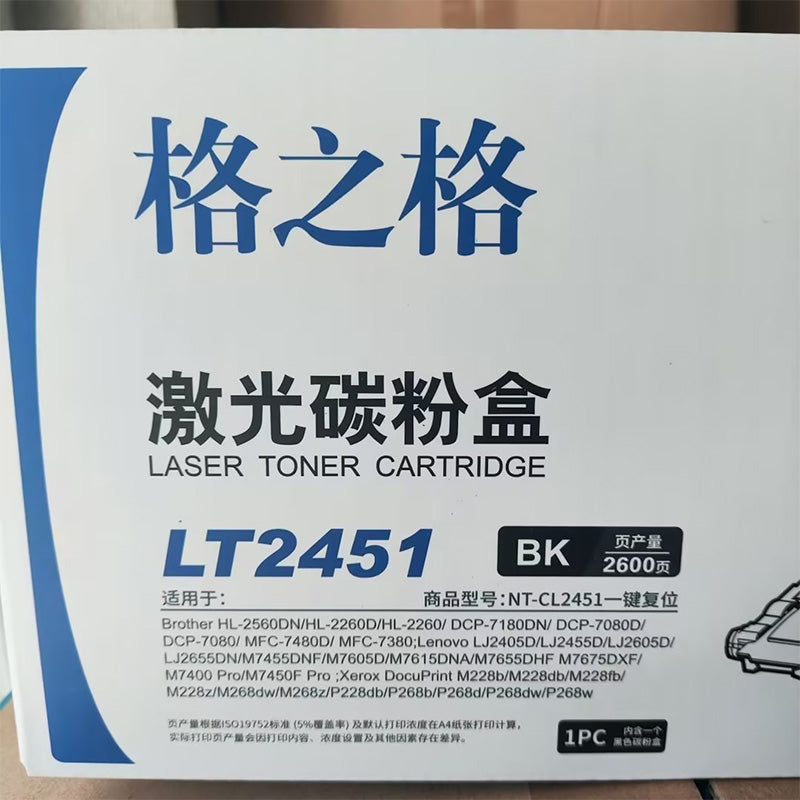 格之格
激光碳粉盒
LASER TONER CARTRIDGE
LT2451 BK 页产量 2600页
适用于: 商品型号:NT-CL2451一键复位
Brother HL-2560DN/HL-2260D/HL-2260/ DCP-7180DN/ DCP-7080D/
DCP-7080/ MFC-7480D/ MFC-7380;Lenovo LJ2405D/LJ2455D/LJ2605D/
LJ2655DN/M7455DNF/M7605D/M7615DNA/M7655DHF M7675DXF/
M7400 Pro/M7450F Pro ;Xerox DocuPrint M228b/M228db/M228fb/
M228z/M268dw/M268z/P228db/P268b/P268d/P268dw/P268w
页产量根据ISO19752标准 (5%覆盖率) 及默认打印浓度在A4纸张打印计算,
实际打印页产量会因打印内容、浓度设置及其他因素存在差异。
1PC 内含一个
黑色碳粉盒